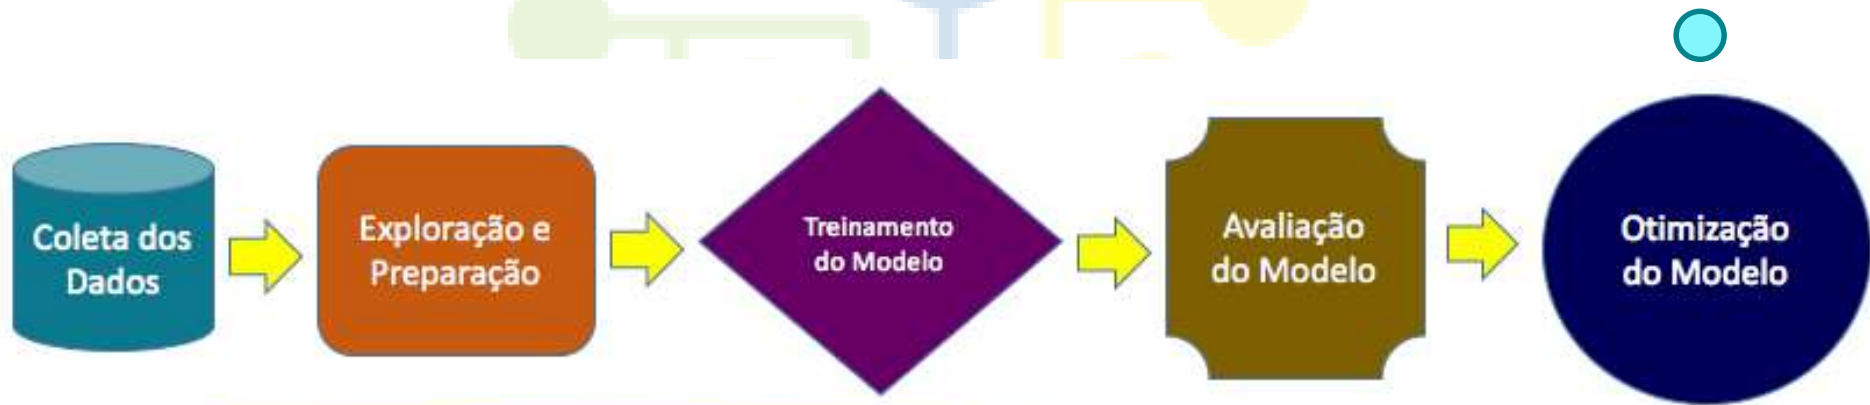 Coleta dos
Dados
Exploração e
Preparação
Treinamento
do Modelo
Avaliação
do Modelo
Otimização
do Modelo